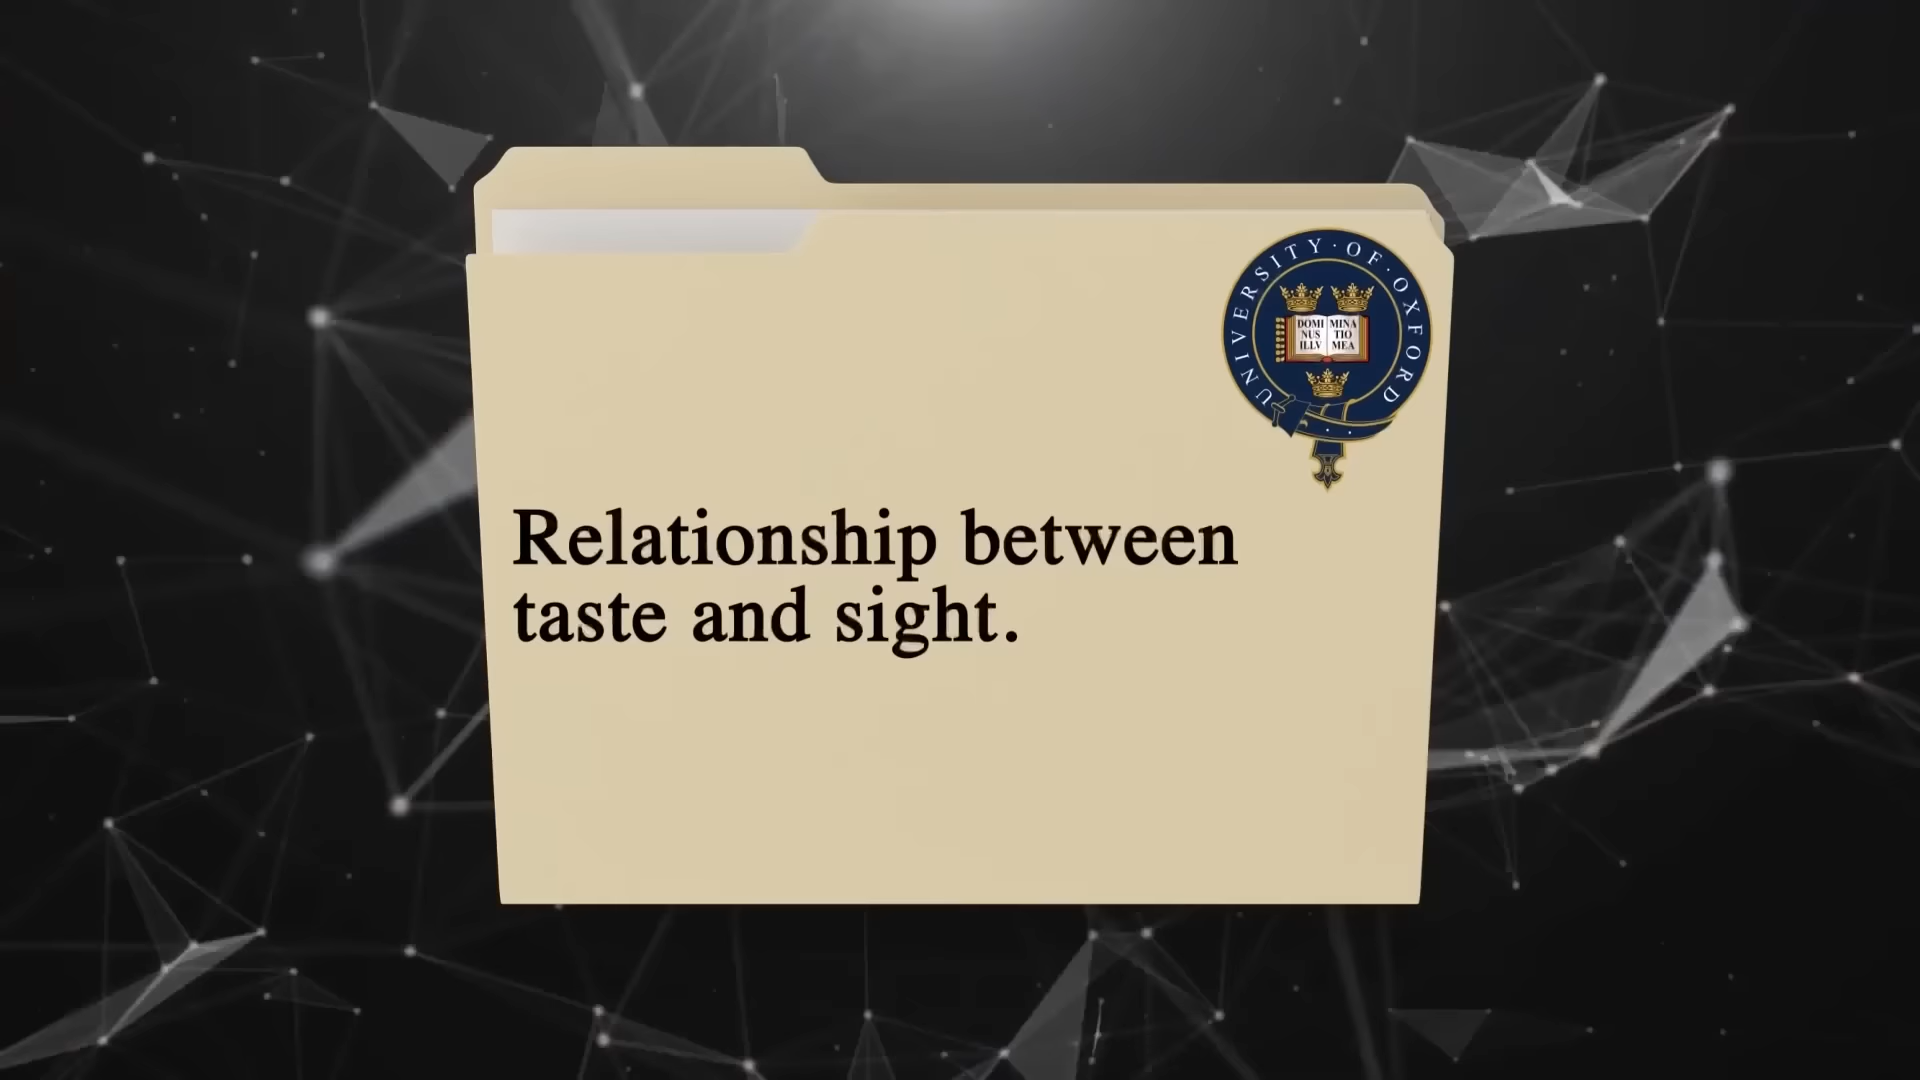 UNIVERSITY·OF·OXFORD
DOMI MINA
NUS TIO
ILLV MEA
Relationship between
taste and sight.